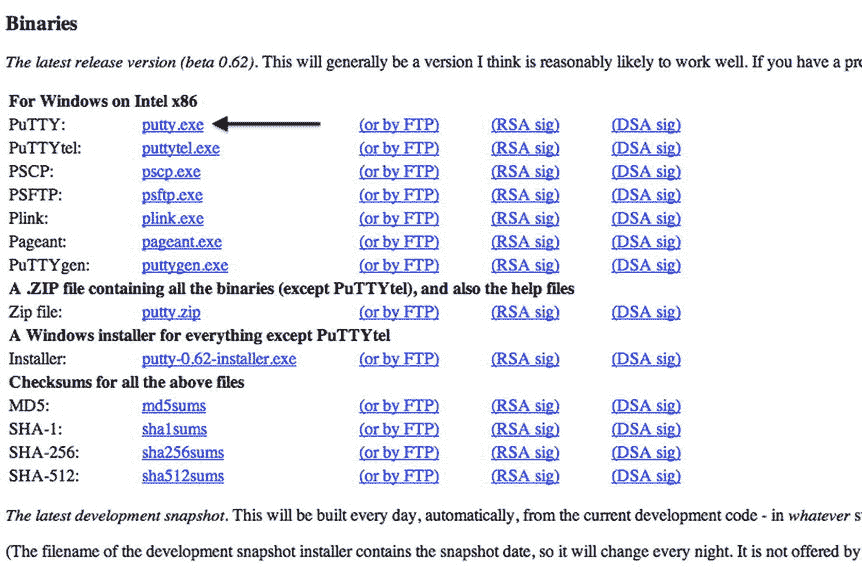 Binaries
The latest release version (beta 0.62). This will generally be a version I think is reasonably likely to work well. If you have a pro
For Windows on Intel x86
PuTTY: putty.exe (or by FTP) (RSA sig) (DSA sig)
PuTTYtel: puttytel.exe (or by FTP) (RSA sig) (DSA sig)
PSCP: pscp.exe (or by FTP) (RSA sig) (DSA sig)
PSFTP: psftp.exe (or by FTP) (RSA sig) (DSA sig)
Plink: plink.exe (or by FTP) (RSA sig) (DSA sig)
Pageant: pageant.exe (or by FTP) (RSA sig) (DSA sig)
PuTTYgen: puttygen.exe (or by FTP) (RSA sig) (DSA sig)
A .ZIP file containing all the binaries (except PuTTYtel), and also the help files
Zip file: putty.zip (or by FTP) (RSA sig) (DSA sig)
A Windows installer for everything except PuTTYtel
Installer: putty-0.62-installer.exe (or by FTP) (RSA sig) (DSA sig)
Checksums for all the above files
MD5: md5sums (or by FTP) (RSA sig) (DSA sig)
SHA-1: sha1sums (or by FTP) (RSA sig) (DSA sig)
SHA-256: sha256sums (or by FTP) (RSA sig) (DSA sig)
SHA-512: sha512sums (or by FTP) (RSA sig) (DSA sig)
The latest development snapshot. This will be built every day, automatically, from the current development code - in whatever s
(The filename of the development snapshot installer contains the snapshot date, so it will change every night. It is not offered by